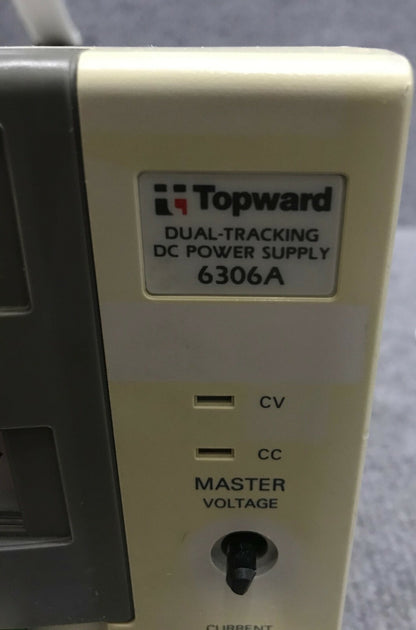 Topward
DUAL-TRACKING
DC POWER SUPPLY
6306A
CV
CC
MASTER
VOLTAGE
CURRENT